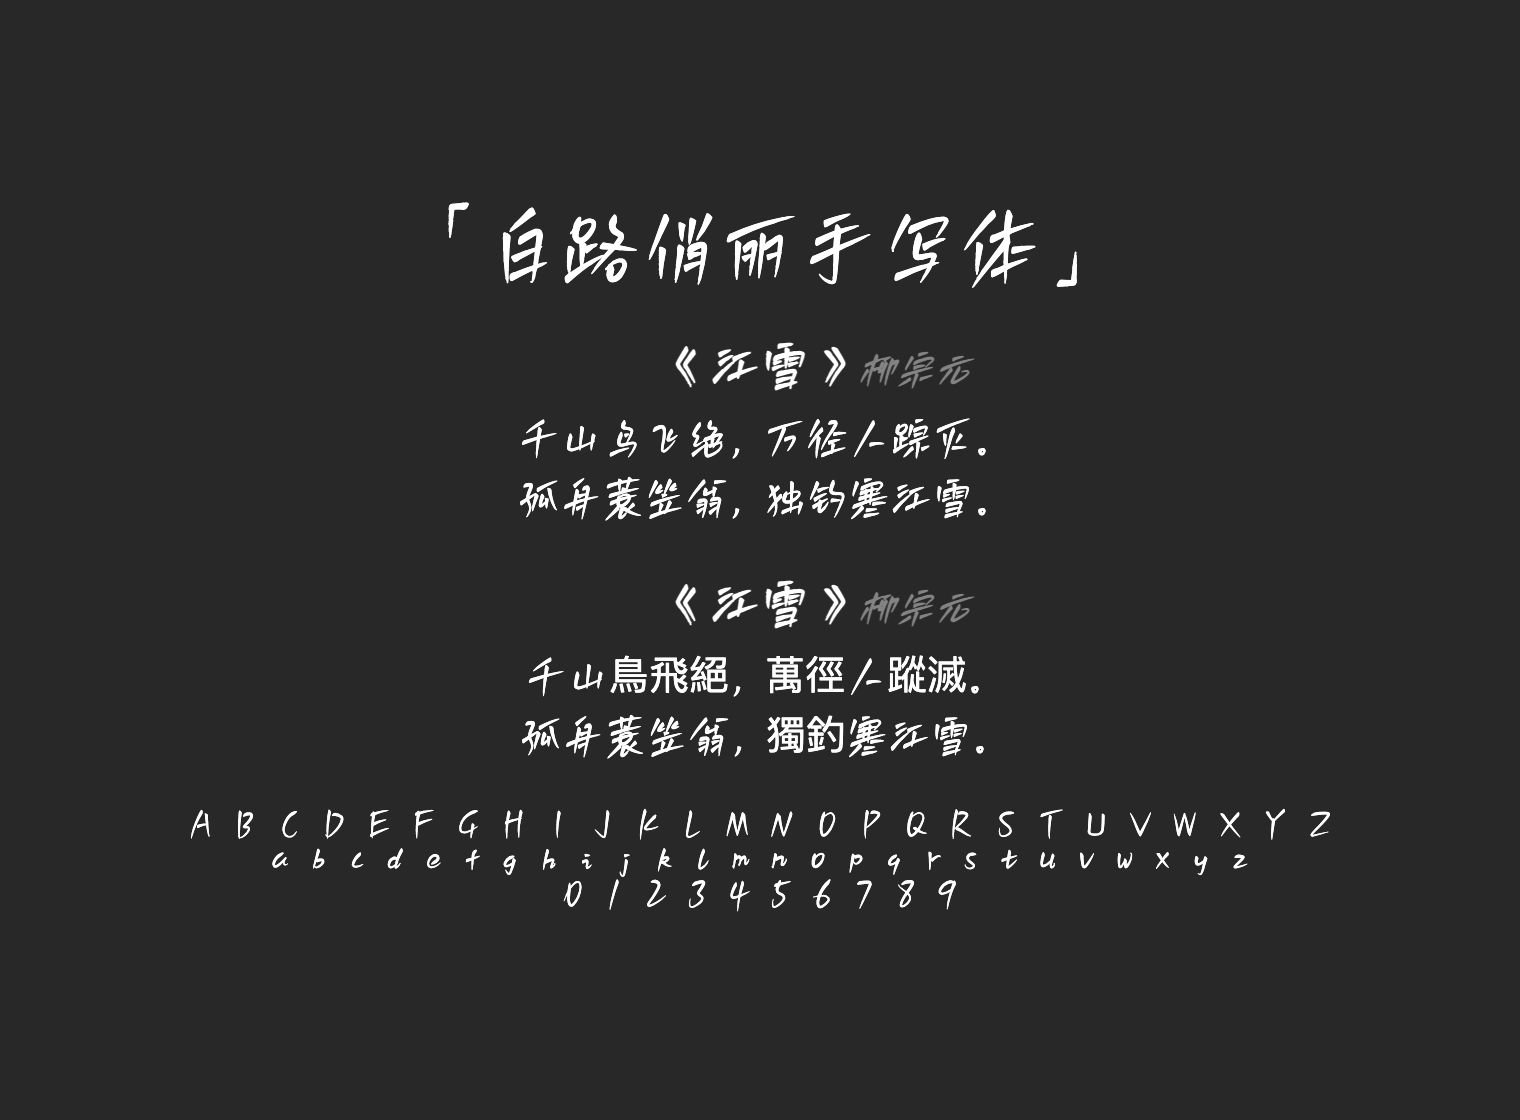 「白路俏丽手写体」
《江雪》柳宗元
千山鸟飞绝，万径人踪灭。
孤舟蓑笠翁，独钓寒江雪。
《江雪》柳宗元
千山鳥飛絕，萬徑人蹤滅。
孤舟蓑笠翁，獨釣寒江雪。
A B C D E F G H I J K L M N O P Q R S T U V W X Y Z
a b c d e f g h i j k l m n o p q r s t u v w x y z
0 1 2 3 4 5 6 7 8 9